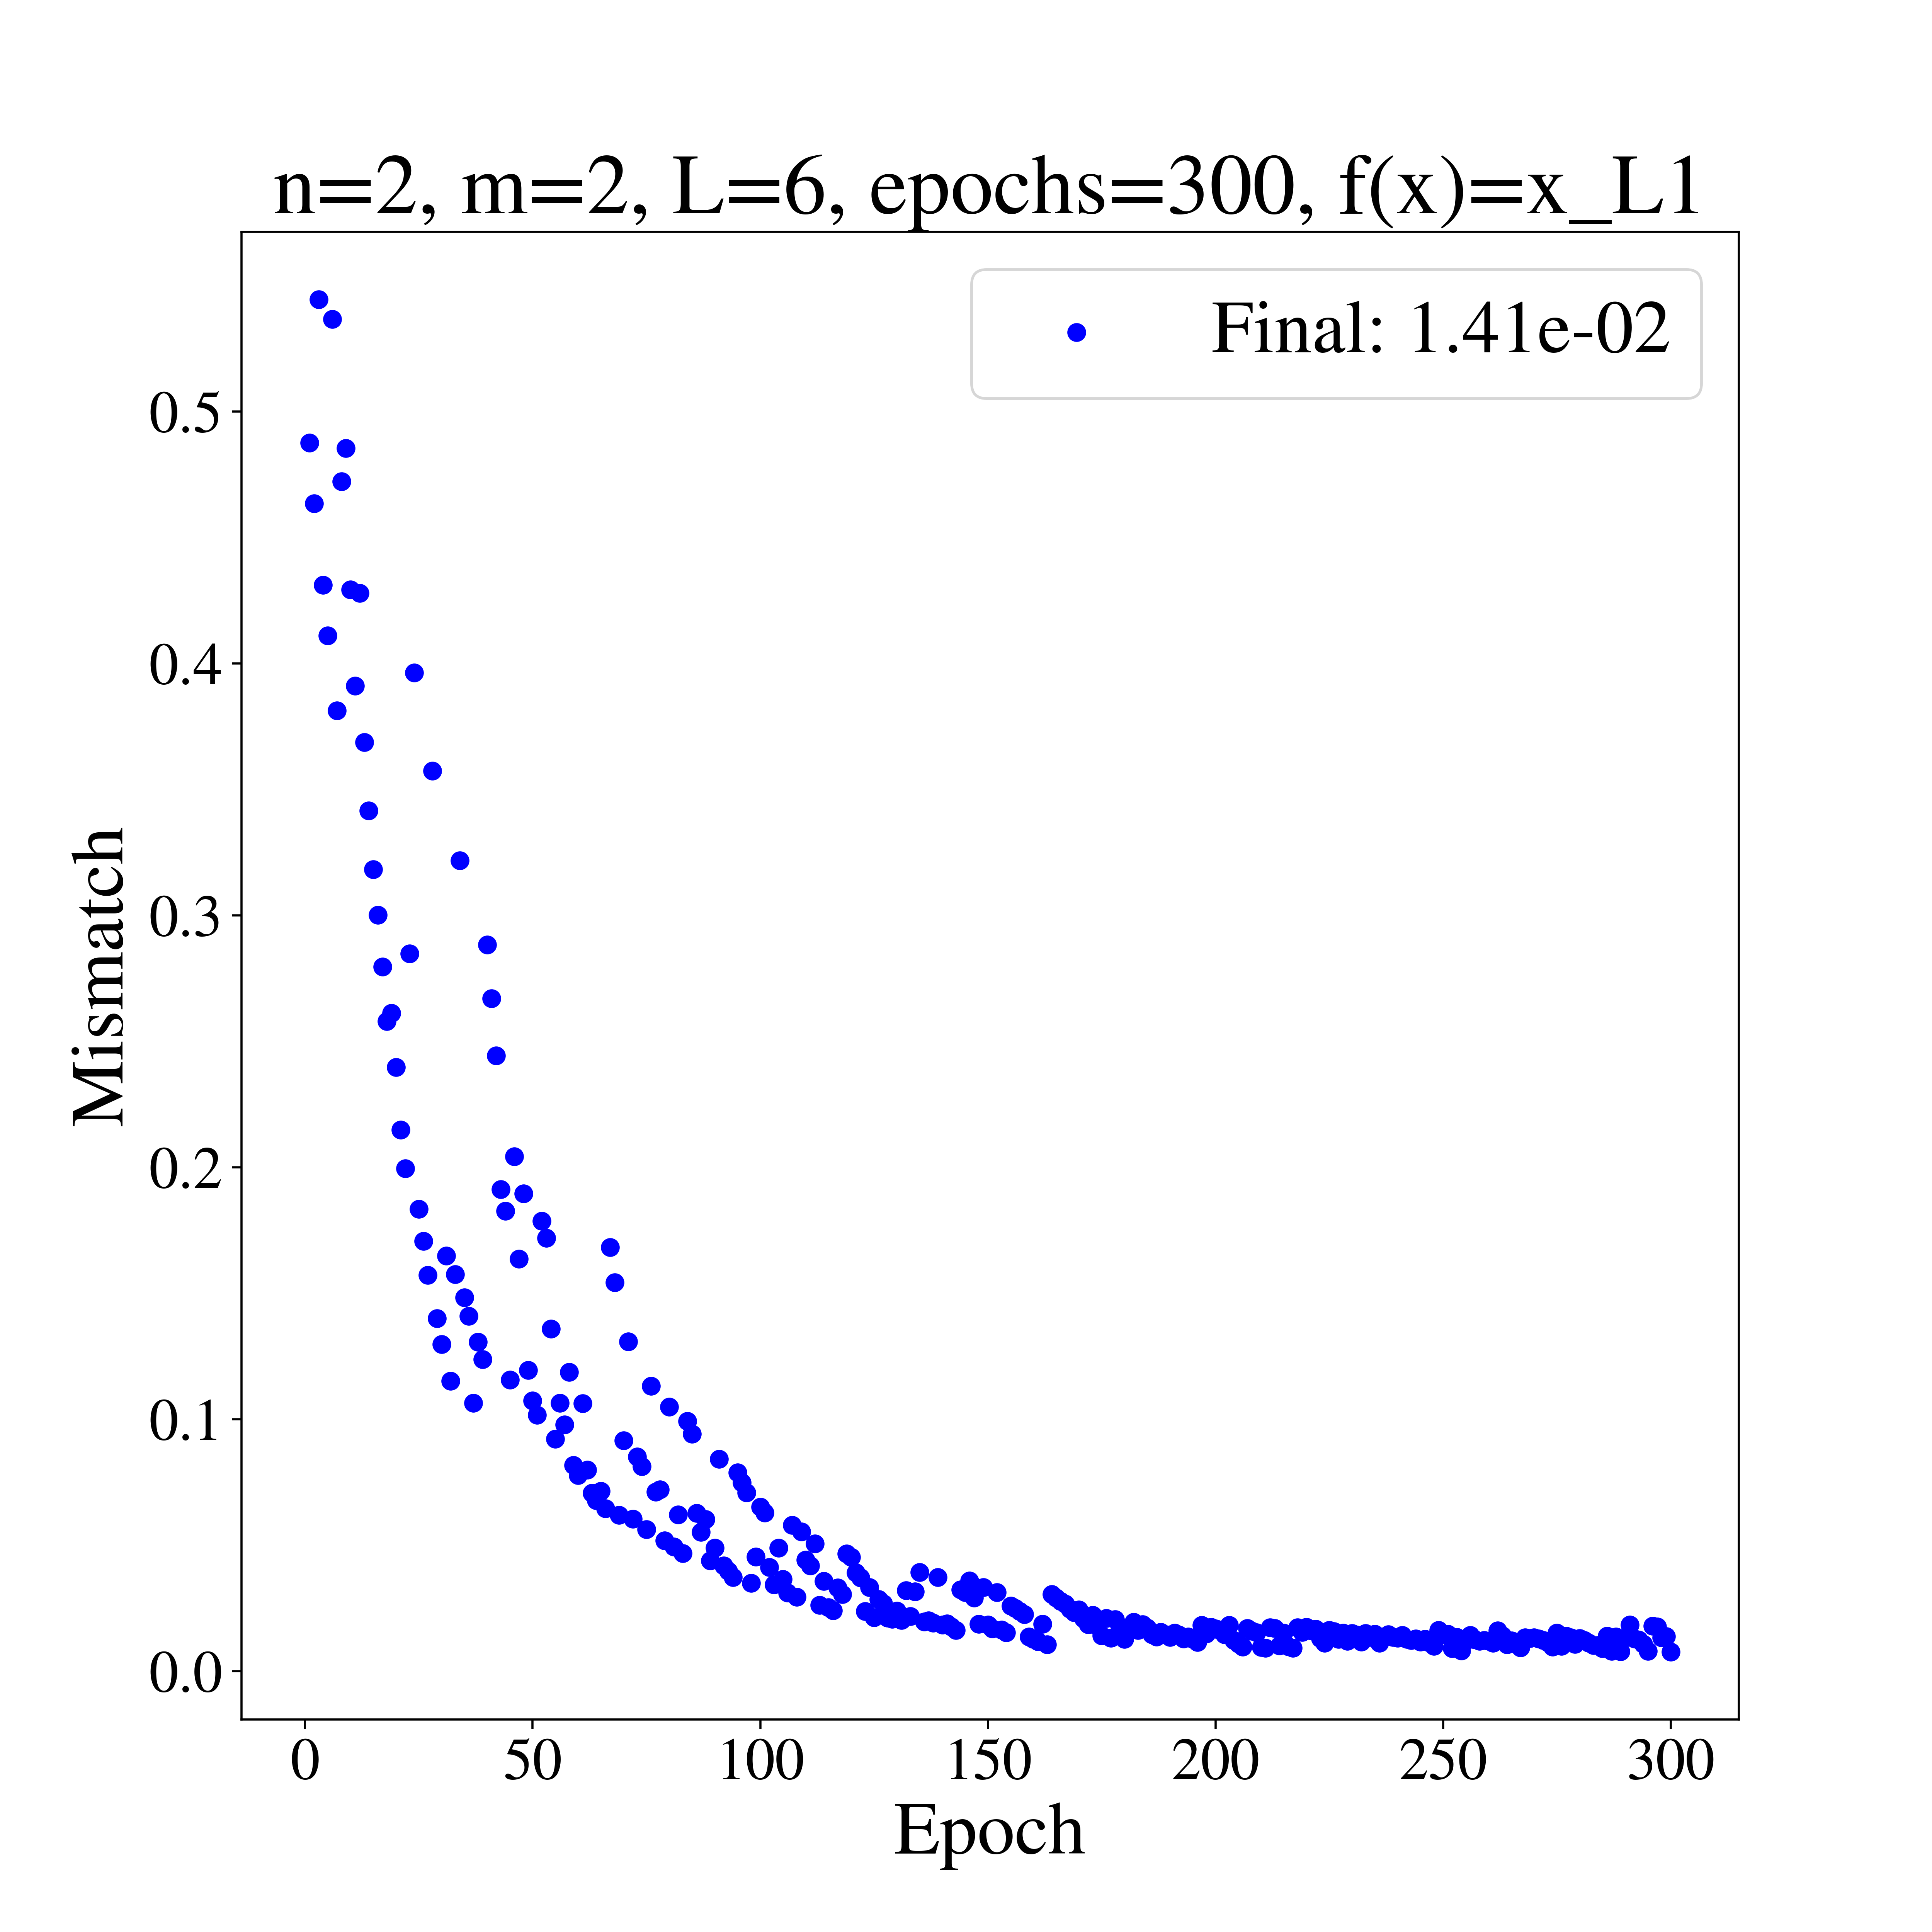 n=2, m=2, L=6, epochs=300, f(x)=x_L1
Final: 1.41e-02
0.5
0.4
0.3
0.2
0.1
0.0
Mismatch
0 50 100 150 200 250 300
Epoch